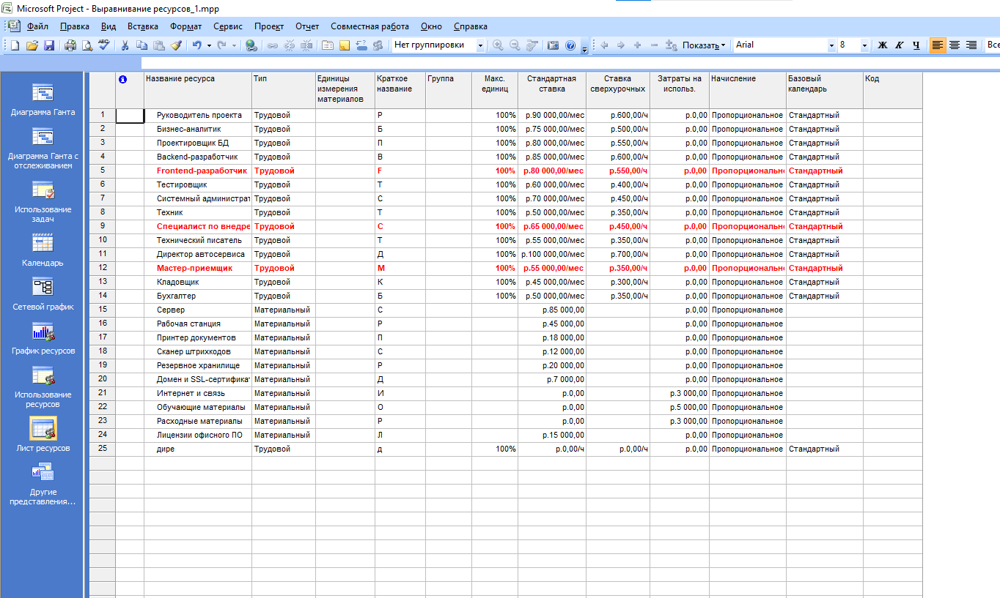 Microsoft Project - Выравнивание ресурсов_1.mpp
Файл Правка Вид Вставка Формат Сервис Проект Отчет Совместная работа Окно Справка
Нет группировки Показать Arial 8 Ж К Ч Все
Название ресурса Тип Единицы измерения материалов Краткое название Группа Макс. единиц Стандартная ставка Ставка сверхурочных Затраты на использ. Начисление Базовый календарь Код
1 Руководитель проекта Трудовой Р 100% р.90 000,00/мес р.600,00/ч р.0,00 Пропорциональное Стандартный
2 Бизнес-аналитик Трудовой Б 100% р.75 000,00/мес р.500,00/ч р.0,00 Пропорциональное Стандартный
3 Проектировщик БД Трудовой П 100% р.80 000,00/мес р.550,00/ч р.0,00 Пропорциональное Стандартный
4 Backend-разработчик Трудовой B 100% р.85 000,00/мес р.600,00/ч р.0,00 Пропорциональное Стандартный
5 Frontend-разработчик Трудовой F 100% р.80 000,00/мес р.550,00/ч р.0,00 Пропорциональн Стандартный
6 Тестировщик Трудовой Т 100% р.60 000,00/мес р.400,00/ч р.0,00 Пропорциональное Стандартный
7 Системный администрат Трудовой С 100% р.70 000,00/мес р.450,00/ч р.0,00 Пропорциональное Стандартный
8 Техник Трудовой Т 100% р.50 000,00/мес р.350,00/ч р.0,00 Пропорциональное Стандартный
9 Специалист по внедре Трудовой С 100% р.65 000,00/мес р.450,00/ч р.0,00 Пропорциональн Стандартный
10 Технический писатель Трудовой Т 100% р.55 000,00/мес р.350,00/ч р.0,00 Пропорциональное Стандартный
11 Директор автосервиса Трудовой Д 100% р.100 000,00/мес р.700,00/ч р.0,00 Пропорциональное Стандартный
12 Мастер-приемщик Трудовой М 100% р.55 000,00/мес р.350,00/ч р.0,00 Пропорциональн Стандартный
13 Кладовщик Трудовой К 100% р.45 000,00/мес р.300,00/ч р.0,00 Пропорциональное Стандартный
14 Бухгалтер Трудовой Б 100% р.50 000,00/мес р.350,00/ч р.0,00 Пропорциональное Стандартный
15 Сервер Материальный С р.85 000,00 р.0,00 Пропорциональное
16 Рабочая станция Материальный Р р.45 000,00 р.0,00 Пропорциональное
17 Принтер документов Материальный П р.18 000,00 р.0,00 Пропорциональное
18 Сканер штрихкодов Материальный С р.12 000,00 р.0,00 Пропорциональное
19 Резервное хранилище Материальный Р р.20 000,00 р.0,00 Пропорциональное
20 Домен и SSL-сертифика Материальный Д р.7 000,00 р.0,00 Пропорциональное
21 Интернет и связь Материальный И р.0,00 р.3 000,00 Пропорциональное
22 Обучающие материалы Материальный О р.0,00 р.5 000,00 Пропорциональное
23 Расходные материалы Материальный Р р.0,00 р.3 000,00 Пропорциональное
24 Лицензии офисного ПО Материальный Л р.15 000,00 р.0,00 Пропорциональное
25 дире Трудовой д 100% р.0,00/ч р.0,00/ч р.0,00 Пропорциональное Стандартный
Диаграмма Ганта
Диаграмма Ганта с
отслеживанием
Использование
задач
Календарь
Сетевой график
График ресурсов
Использование
ресурсов
Лист ресурсов
Другие
представления...